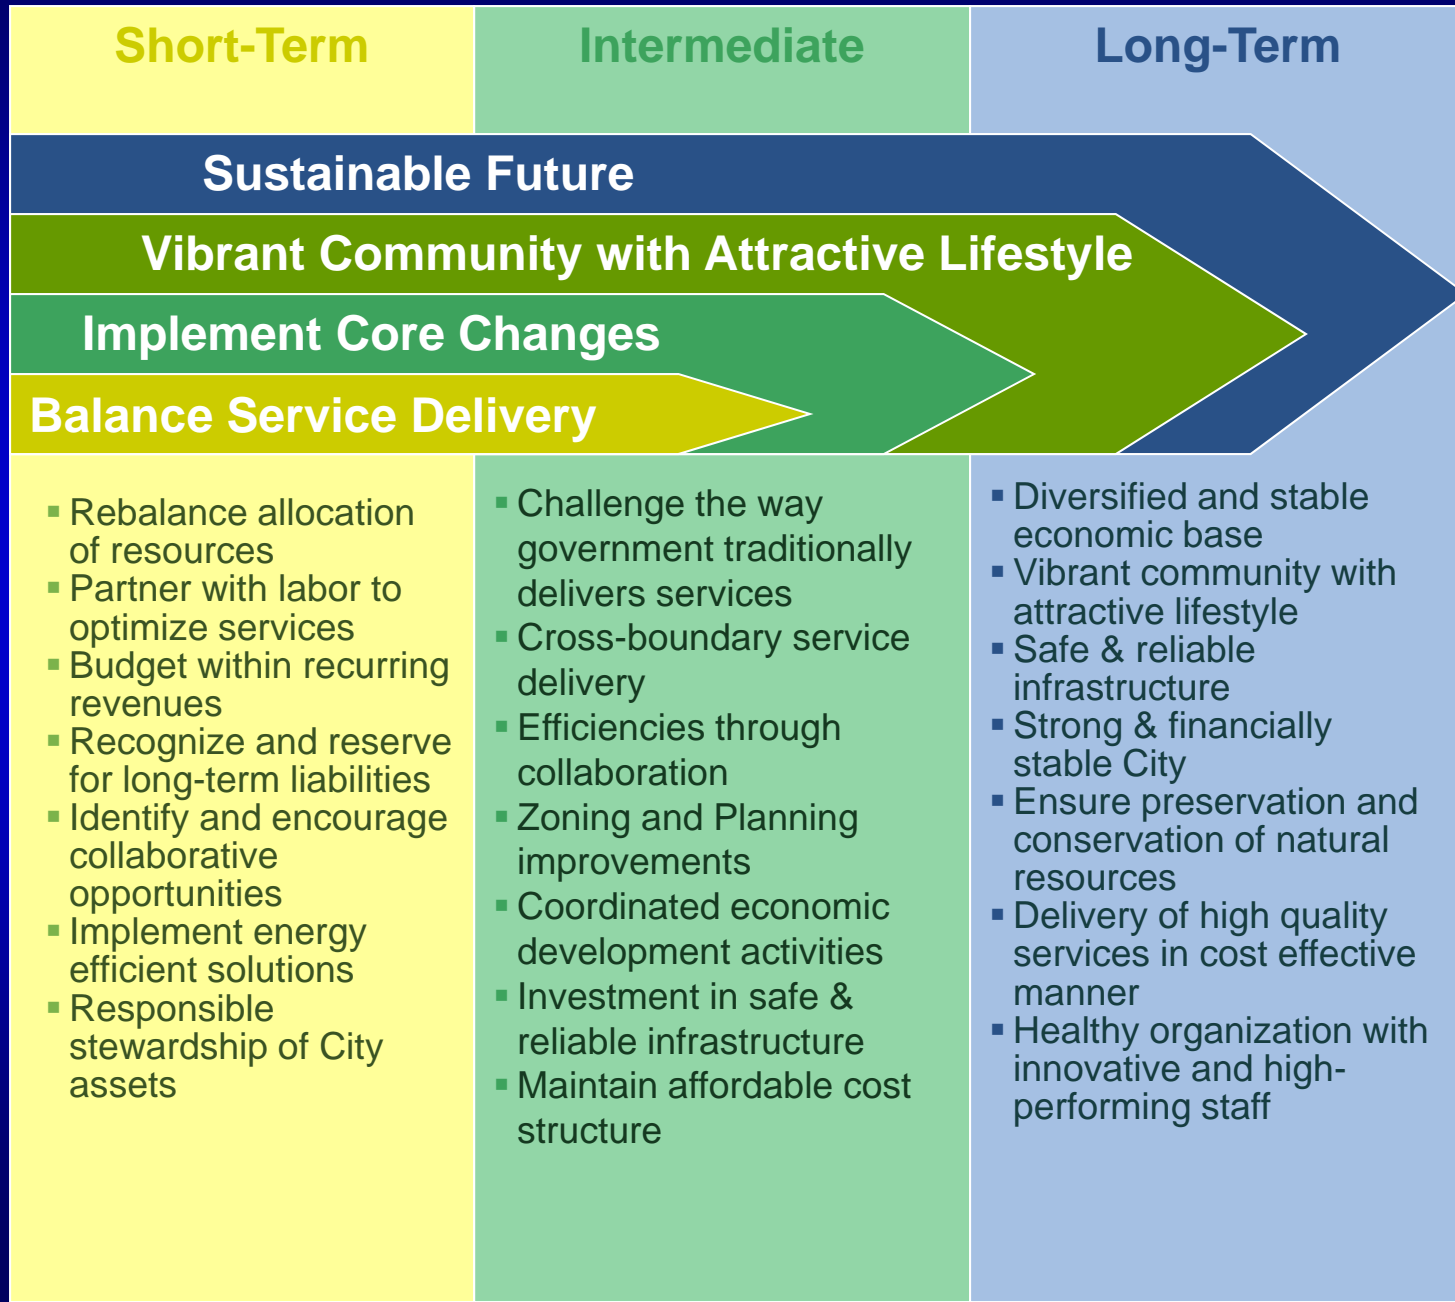 Short-Term
Intermediate
Long-Term
Sustainable Future
Vibrant Community with Attractive Lifestyle
Implement Core Changes
Balance Service Delivery
▪ Rebalance allocation
of resources
▪ Partner with labor to
optimize services
▪ Budget within recurring
revenues
▪ Recognize and reserve
for long-term liabilities
▪ Identify and encourage
collaborative
opportunities
▪ Implement energy
efficient solutions
▪ Responsible
stewardship of City
assets
▪ Challenge the way
government traditionally
delivers services
▪ Cross-boundary service
delivery
▪ Efficiencies through
collaboration
▪ Zoning and Planning
improvements
▪ Coordinated economic
development activities
▪ Investment in safe &
reliable infrastructure
▪ Maintain affordable cost
structure
▪ Diversified and stable
economic base
▪ Vibrant community with
attractive lifestyle
▪ Safe & reliable
infrastructure
▪ Strong & financially
stable City
▪ Ensure preservation and
conservation of natural
resources
▪ Delivery of high quality
services in cost effective
manner
▪ Healthy organization with
innovative and high-
performing staff